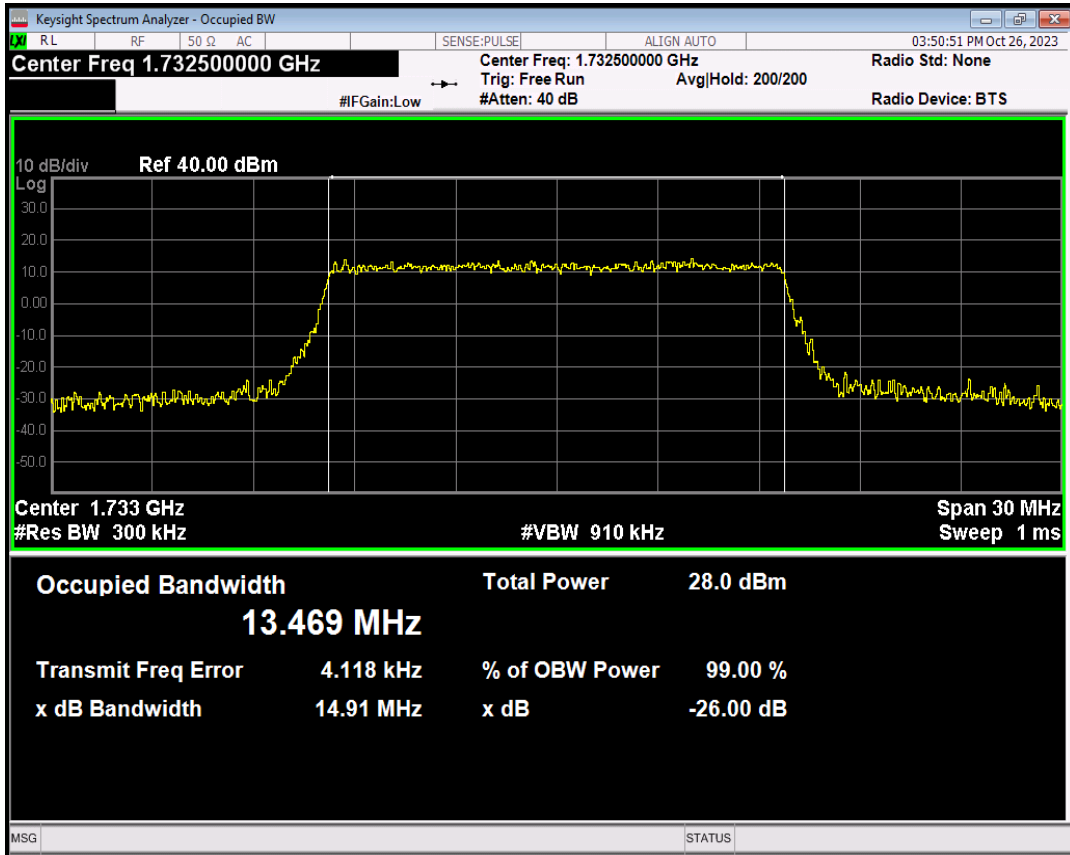 Keysight Spectrum Analyzer - Occupied BW
LXI RL RF 50 Ω AC SENSE:PULSE ALIGN AUTO 03:50:51 PM Oct 26, 2023
Center Freq 1.732500000 GHz Center Freq: 1.732500000 GHz Radio Std: None
Trig: Free Run Avg|Hold: 200/200
#IFGain:Low #Atten: 40 dB Radio Device: BTS
10 dB/div Ref 40.00 dBm
Log
30.0
20.0
10.0
0.00
-10.0
-20.0
-30.0
-40.0
-50.0
Center 1.733 GHz Span 30 MHz
#Res BW 300 kHz #VBW 910 kHz Sweep 1 ms
Occupied Bandwidth Total Power 28.0 dBm
13.469 MHz
Transmit Freq Error 4.118 kHz % of OBW Power 99.00 %
x dB Bandwidth 14.91 MHz x dB -26.00 dB
MSG STATUS